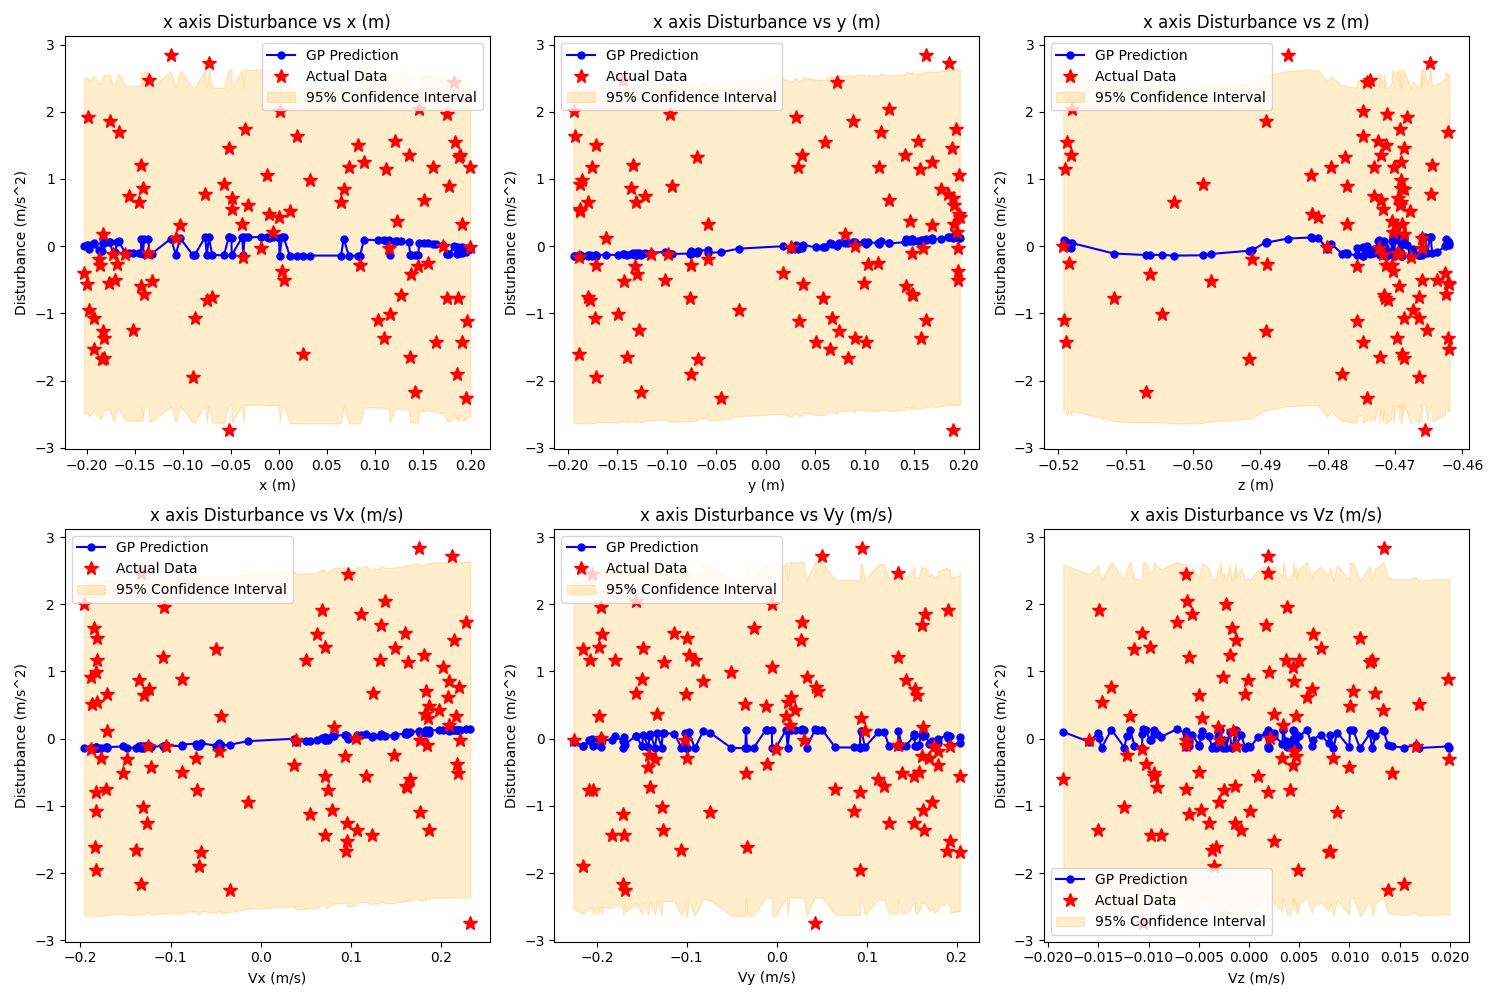 x axis Disturbance vs x (m)
Disturbance (m/s^2)
3
2
1
0
−1
−2
−3
GP Prediction
Actual Data
95% Confidence Interval
−0.20 −0.15 −0.10 −0.05 0.00 0.05 0.10 0.15 0.20
x (m)
x axis Disturbance vs y (m)
Disturbance (m/s^2)
3
2
1
0
−1
−2
−3
GP Prediction
Actual Data
95% Confidence Interval
−0.20 −0.15 −0.10 −0.05 0.00 0.05 0.10 0.15 0.20
y (m)
x axis Disturbance vs z (m)
Disturbance (m/s^2)
3
2
1
0
−1
−2
−3
GP Prediction
Actual Data
95% Confidence Interval
−0.52 −0.51 −0.50 −0.49 −0.48 −0.47 −0.46
z (m)
x axis Disturbance vs Vx (m/s)
Disturbance (m/s^2)
3
2
1
0
−1
−2
−3
GP Prediction
Actual Data
95% Confidence Interval
−0.2 −0.1 0.0 0.1 0.2
Vx (m/s)
x axis Disturbance vs Vy (m/s)
Disturbance (m/s^2)
3
2
1
0
−1
−2
−3
GP Prediction
Actual Data
95% Confidence Interval
−0.2 −0.1 0.0 0.1 0.2
Vy (m/s)
x axis Disturbance vs Vz (m/s)
Disturbance (m/s^2)
3
2
1
0
−1
−2
−3
GP Prediction
Actual Data
95% Confidence Interval
−0.020 −0.015 −0.010 −0.005 0.000 0.005 0.010 0.015 0.020
Vz (m/s)